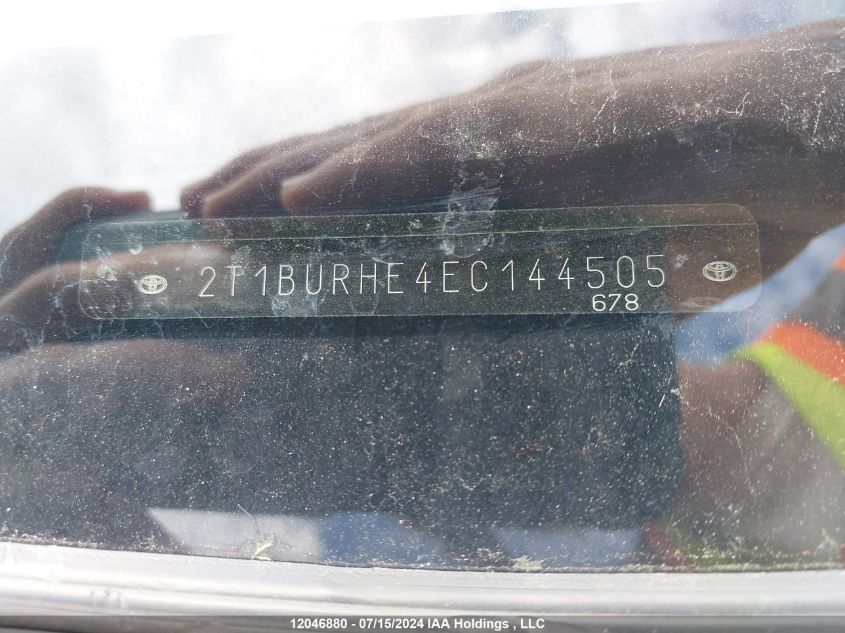 2T1BURHE4EC144505
678
12046880 - 07/15/2024 IAA Holdings , LLC